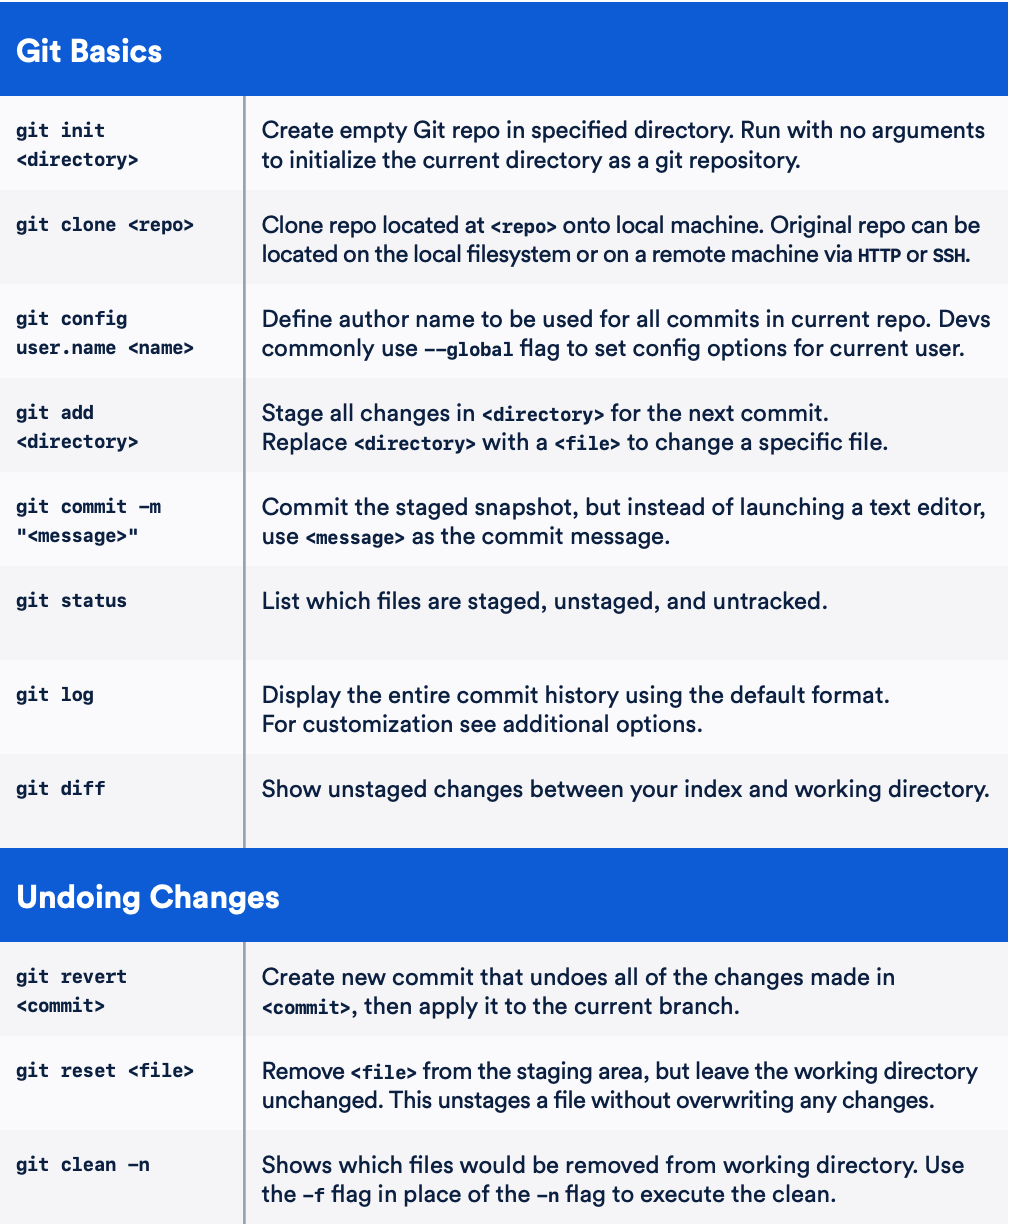 Git Basics
git init
<directory>
Create empty Git repo in specified directory. Run with no arguments
to initialize the current directory as a git repository.
git clone <repo>
Clone repo located at <repo> onto local machine. Original repo can be
located on the local filesystem or on a remote machine via HTTP or SSH.
git config
user.name <name>
Define author name to be used for all commits in current repo. Devs
commonly use --global flag to set config options for current user.
git add
<directory>
Stage all changes in <directory> for the next commit.
Replace <directory> with a <file> to change a specific file.
git commit -m
"<message>"
Commit the staged snapshot, but instead of launching a text editor,
use <message> as the commit message.
git status
List which files are staged, unstaged, and untracked.
git log
Display the entire commit history using the default format.
For customization see additional options.
git diff
Show unstaged changes between your index and working directory.
Undoing Changes
git revert
<commit>
Create new commit that undoes all of the changes made in
<commit>, then apply it to the current branch.
git reset <file>
Remove <file> from the staging area, but leave the working directory
unchanged. This unstages a file without overwriting any changes.
git clean -n
Shows which files would be removed from working directory. Use
the -f flag in place of the -n flag to execute the clean.